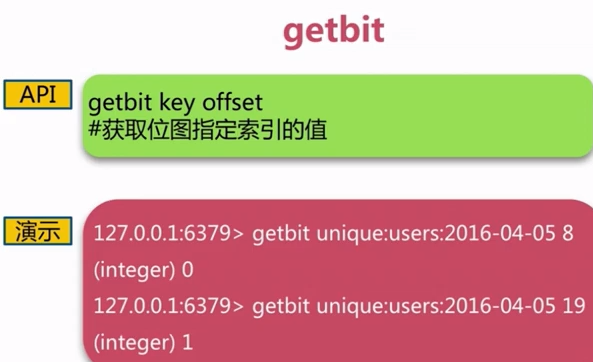 getbit
API
getbit key offset
#获取位图指定索引的值
演示
127.0.0.1:6379> getbit unique:users:2016-04-05 8
(integer) 0
127.0.0.1:6379> getbit unique:users:2016-04-05 19
(integer) 1